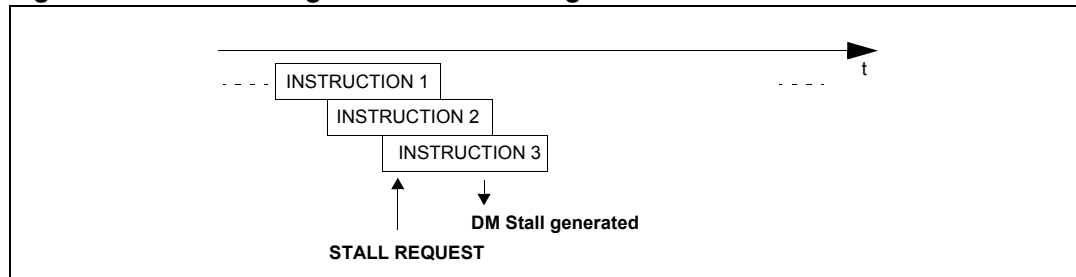 t
INSTRUCTION 1
INSTRUCTION 2
INSTRUCTION 3
DM Stall generated
STALL REQUEST